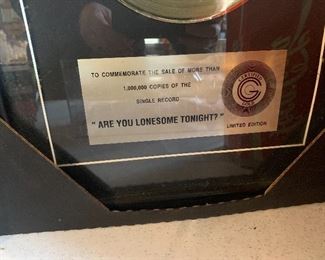 TO COMMEMORATE THE SALE OF MORE THAN
1,000,000 COPIES OF THE
SINGLE RECORD
"ARE YOU LONESOME TONIGHT?"
LIMITED EDITION